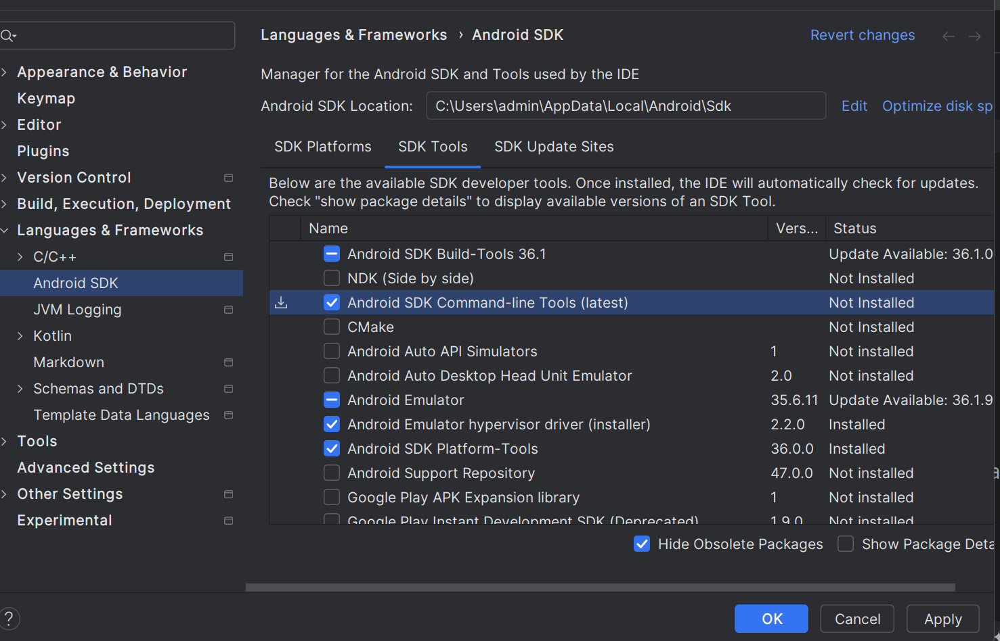 Languages & Frameworks › Android SDK
Revert changes
Appearance & Behavior
Keymap
Editor
Plugins
Version Control
Build, Execution, Deployment
Languages & Frameworks
C/C++
Android SDK
JVM Logging
Kotlin
Markdown
Schemas and DTDs
Template Data Languages
Tools
Advanced Settings
Other Settings
Experimental
Manager for the Android SDK and Tools used by the IDE
Android SDK Location: C:\Users\admin\AppData\Local\Android\Sdk Edit Optimize disk sp
SDK Platforms SDK Tools SDK Update Sites
Below are the available SDK developer tools. Once installed, the IDE will automatically check for updates.
Check "show package details" to display available versions of an SDK Tool.
Name Vers... Status
Android SDK Build-Tools 36.1 Update Available: 36.1.0
NDK (Side by side) Not Installed
Android SDK Command-line Tools (latest) Not Installed
CMake Not Installed
Android Auto API Simulators 1 Not installed
Android Auto Desktop Head Unit Emulator 2.0 Not installed
Android Emulator 35.6.11 Update Available: 36.1.9
Android Emulator hypervisor driver (installer) 2.2.0 Installed
Android SDK Platform-Tools 36.0.0 Installed
Android Support Repository 47.0.0 Not installed
Google Play APK Expansion library 1 Not installed
Google Play Instant Development SDK (Deprecated) 1.9.0 Not installed
Hide Obsolete Packages Show Package Deta
? OK Cancel Apply